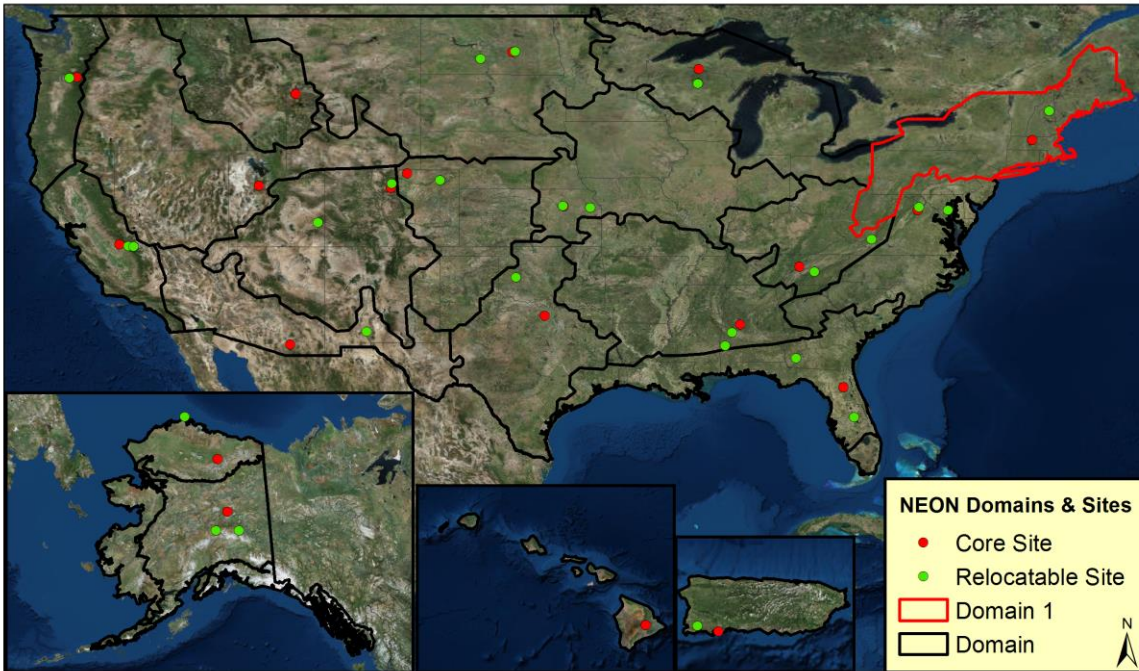 NEON Domains & Sites
Core Site
Relocatable Site
Domain 1
Domain
N